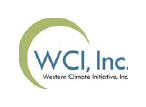 WCI, Inc.
Western Climate Initiative, Inc